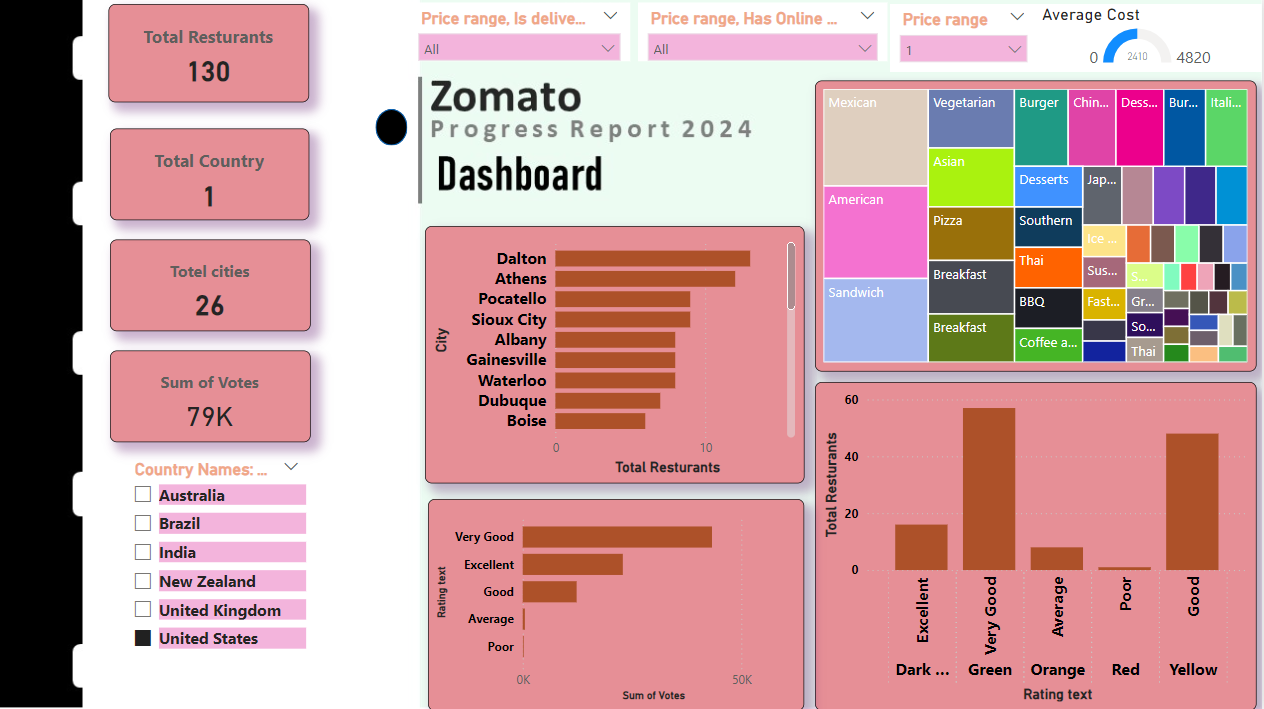 Total Resturants
130
Total Country
1
Totel cities
26
Sum of Votes
79K
Country Names: ...
Australia
Brazil
India
New Zealand
United Kingdom
United States
Price range, Is delive...
All
Price range, Has Online ...
All
Price range
1
Average Cost
0
2410
4820
Zomato
Progress Report 2024
Dashboard
City
Dalton
Athens
Pocatello
Sioux City
Albany
Gainesville
Waterloo
Dubuque
Boise
0
10
Total Resturants
Rating text
Very Good
Excellent
Good
Average
Poor
0K
50K
Sum of Votes
Mexican
American
Sandwich
Vegetarian
Asian
Pizza
Breakfast
Breakfast
Burger
Desserts
Southern
Thai
BBQ
Coffee a...
Chin...
Dess...
Bur...
Itali...
Jap...
Ice ...
Sus...
Fast...
S...
Gr...
So...
Thai
Total Resturants
60
40
20
0
Excellent
Very Good
Average
Poor
Good
Dark ...
Green
Orange
Red
Yellow
Rating text